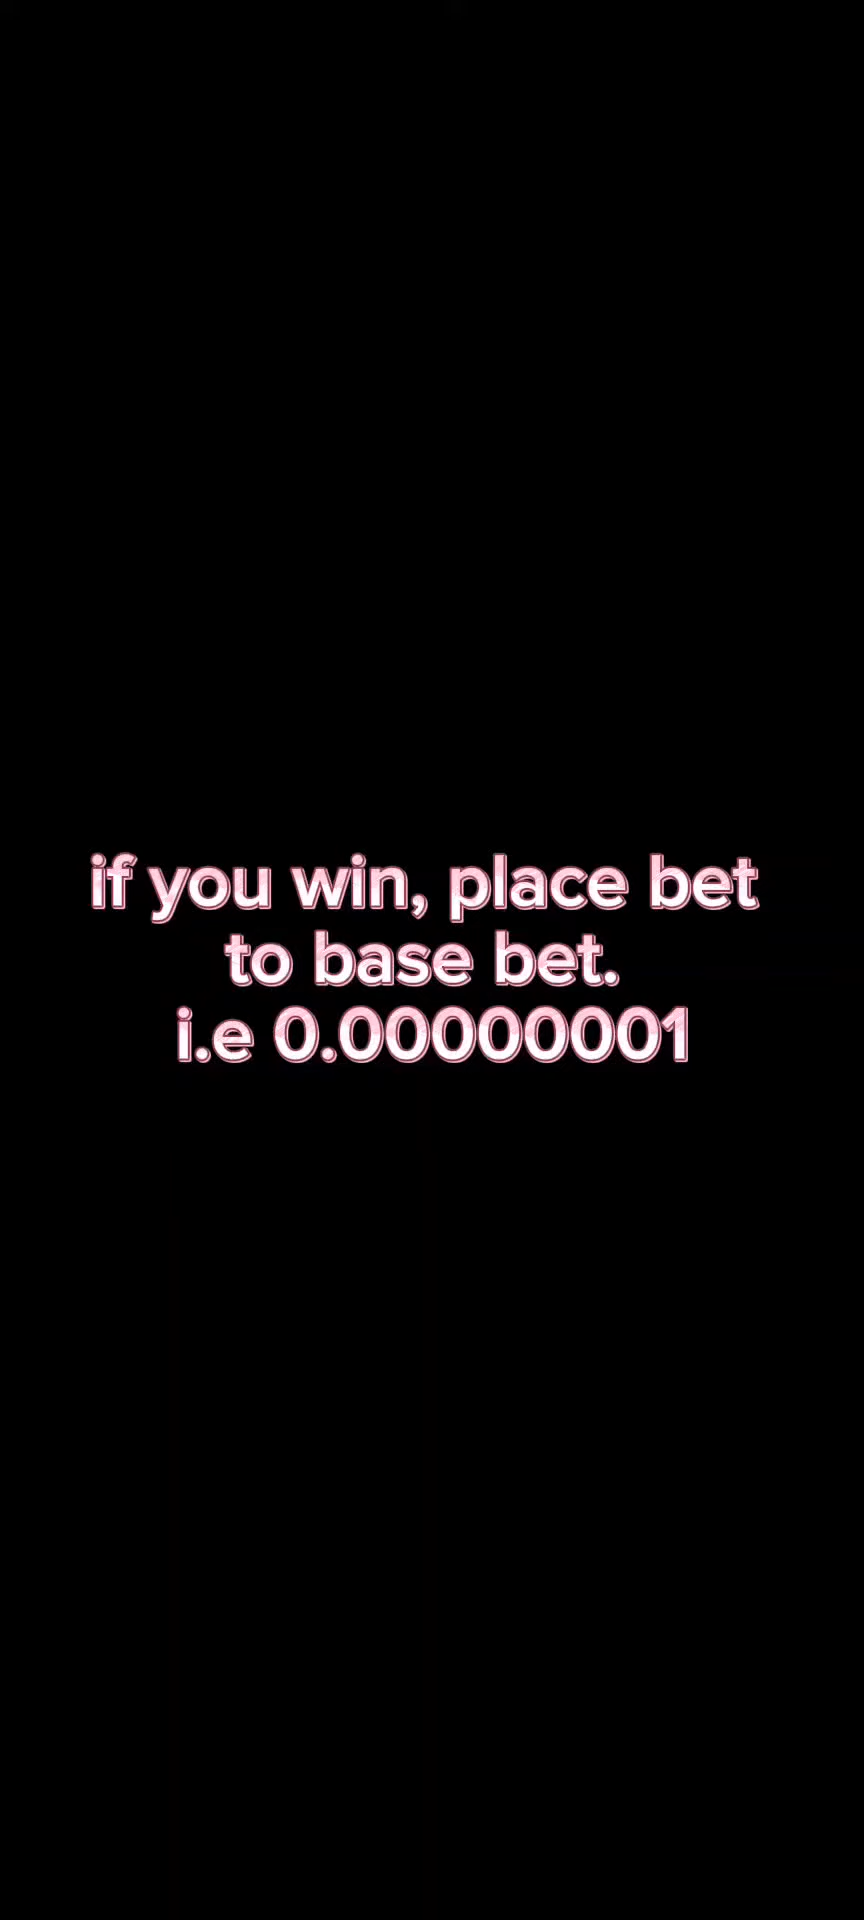 if you win, place bet
to base bet.
i.e 0.00000001